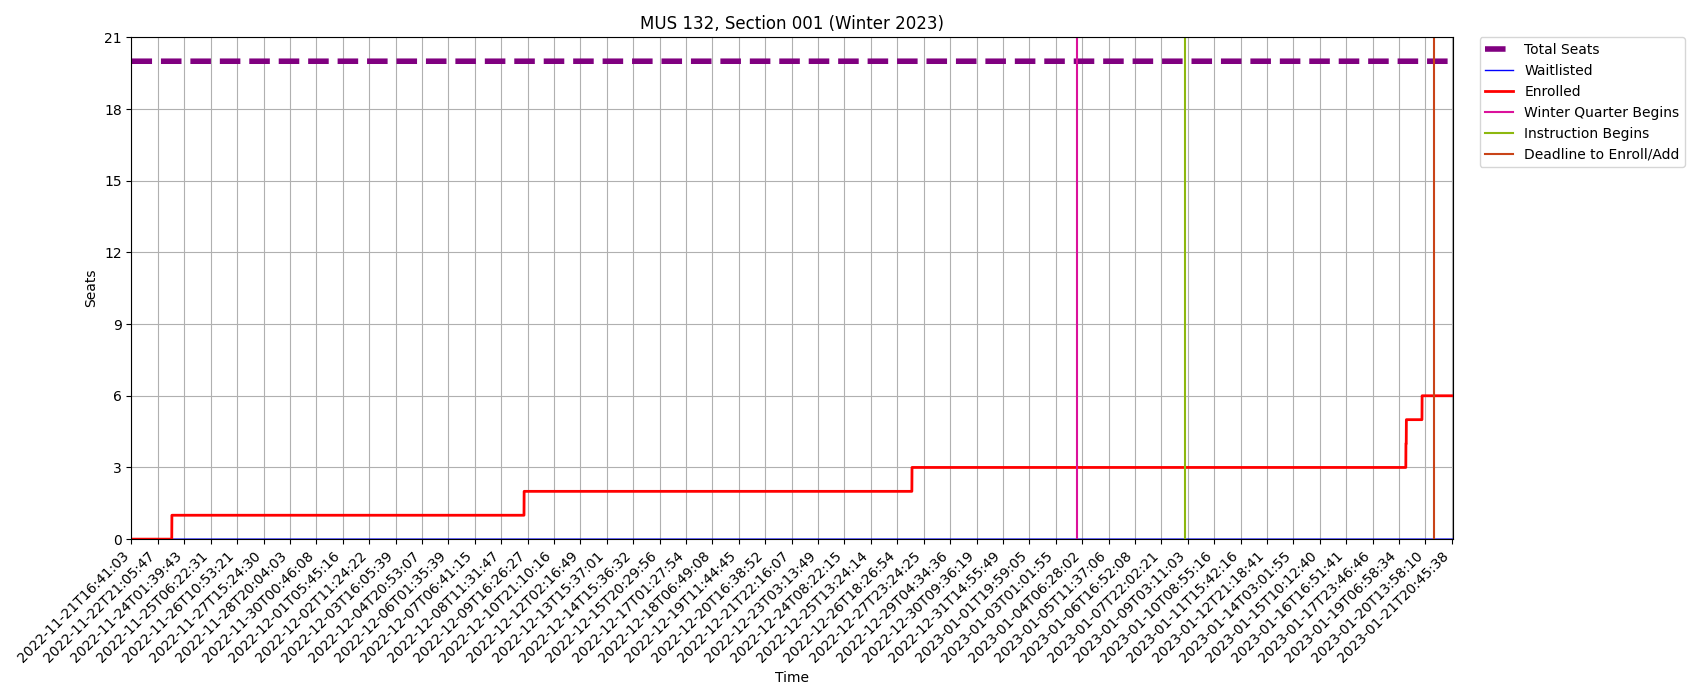 MUS 132, Section 001 (Winter 2023)
21
18
15
12
9
6
3
0
Seats
Total Seats
Waitlisted
Enrolled
Winter Quarter Begins
Instruction Begins
Deadline to Enroll/Add
2022-11-21T16:41:03
2022-11-22T21:05:47
2022-11-24T01:39:43
2022-11-25T06:22:31
2022-11-26T10:53:21
2022-11-27T15:24:30
2022-11-28T20:04:03
2022-11-30T00:46:08
2022-12-01T05:45:16
2022-12-02T11:24:22
2022-12-03T16:05:39
2022-12-04T20:53:07
2022-12-06T01:35:39
2022-12-07T06:41:15
2022-12-08T11:31:47
2022-12-09T16:26:27
2022-12-10T21:10:16
2022-12-12T02:16:49
2022-12-13T15:37:01
2022-12-14T15:36:32
2022-12-15T20:29:56
2022-12-17T01:27:54
2022-12-18T06:49:08
2022-12-19T11:44:45
2022-12-20T16:38:52
2022-12-21T22:16:07
2022-12-23T03:13:49
2022-12-24T08:22:15
2022-12-25T13:24:14
2022-12-26T18:26:54
2022-12-27T23:24:25
2022-12-29T04:34:36
2022-12-30T09:36:19
2022-12-31T14:55:49
2023-01-01T19:59:05
2023-01-03T01:01:55
2023-01-04T06:28:02
2023-01-05T11:37:06
2023-01-06T16:52:08
2023-01-07T22:02:21
2023-01-09T03:11:03
2023-01-10T08:55:16
2023-01-11T15:42:16
2023-01-12T21:18:41
2023-01-14T03:01:55
2023-01-15T10:12:40
2023-01-16T16:51:41
2023-01-17T23:46:46
2023-01-19T06:58:34
2023-01-20T13:58:10
2023-01-21T20:45:38
Time